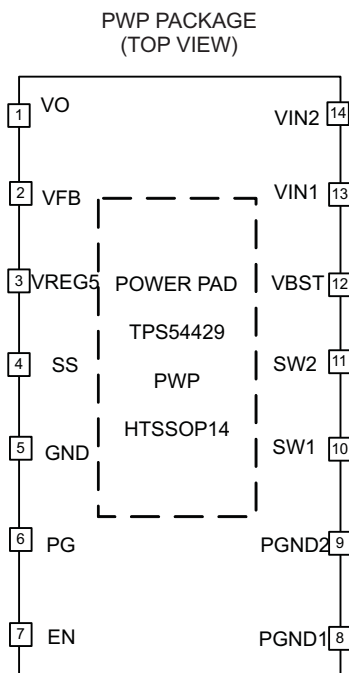 PWP PACKAGE
(TOP VIEW)
1 VO
VIN2 14
2 VFB
VIN1 13
3 VREG5
POWER PAD
VBST 12
TPS54429
4 SS
SW2 11
PWP
HTSSOP14
5 GND
SW1 10
6 PG
PGND2 9
7 EN
PGND1 8